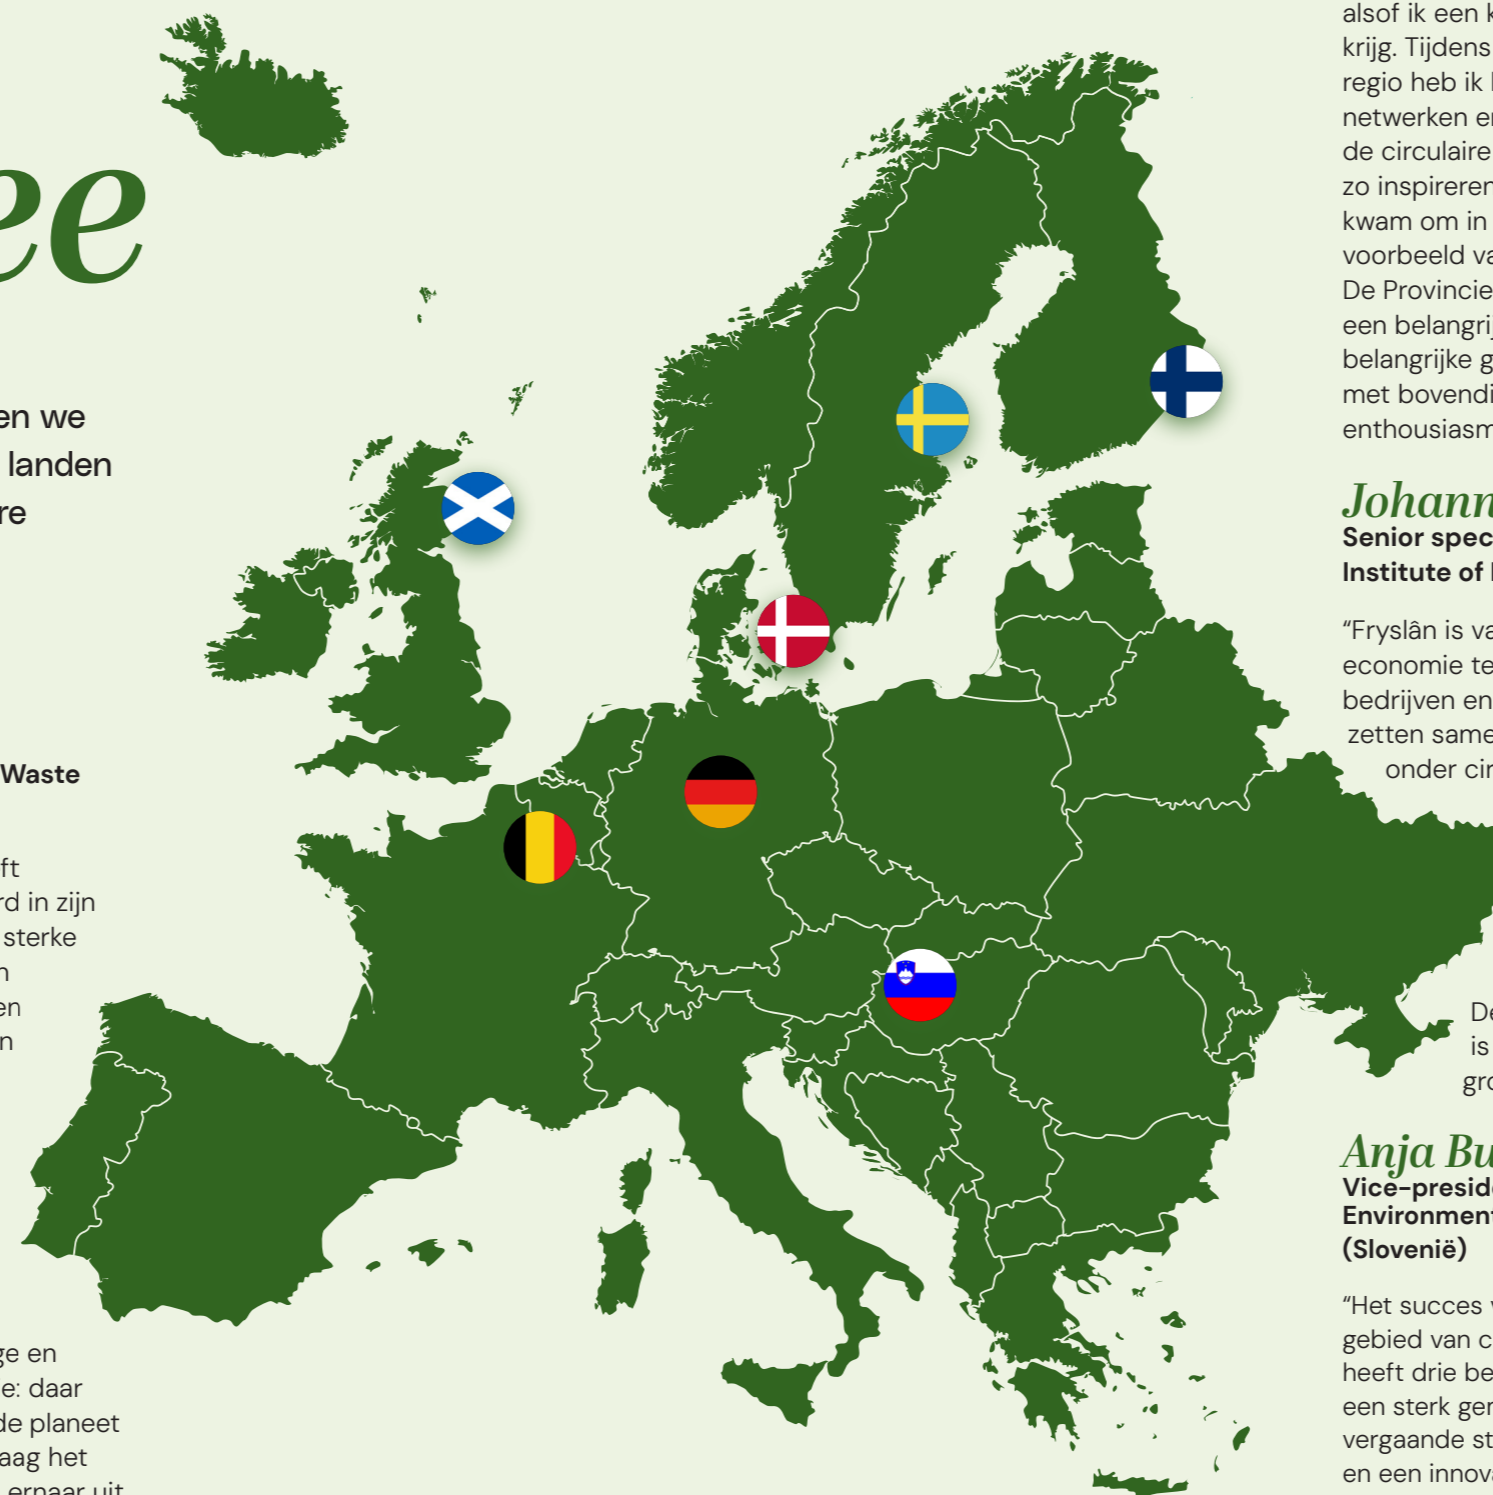 ee
en we
landen
re
Waste
ft
rd in zijn
sterke
n
en
n
ge en
e: daar
de planeet
aag het
ernaar uit
alsof ik een k
krijg. Tijdens
regio heb ik
netwerken e
de circulaire
zo inspireren
kwam om in
voorbeeld va
De Provincie
een belangrij
belangrijke g
met bovendi
enthousiasm
Johann
Senior spec
Institute of
“Fryslân is va
economie te
bedrijven en
zetten same
onder cir
De
is
gro
Anja Bu
Vice-preside
Environment
(Slovenië)
“Het succes v
gebied van c
heeft drie be
een sterk ger
vergaande st
en een innova